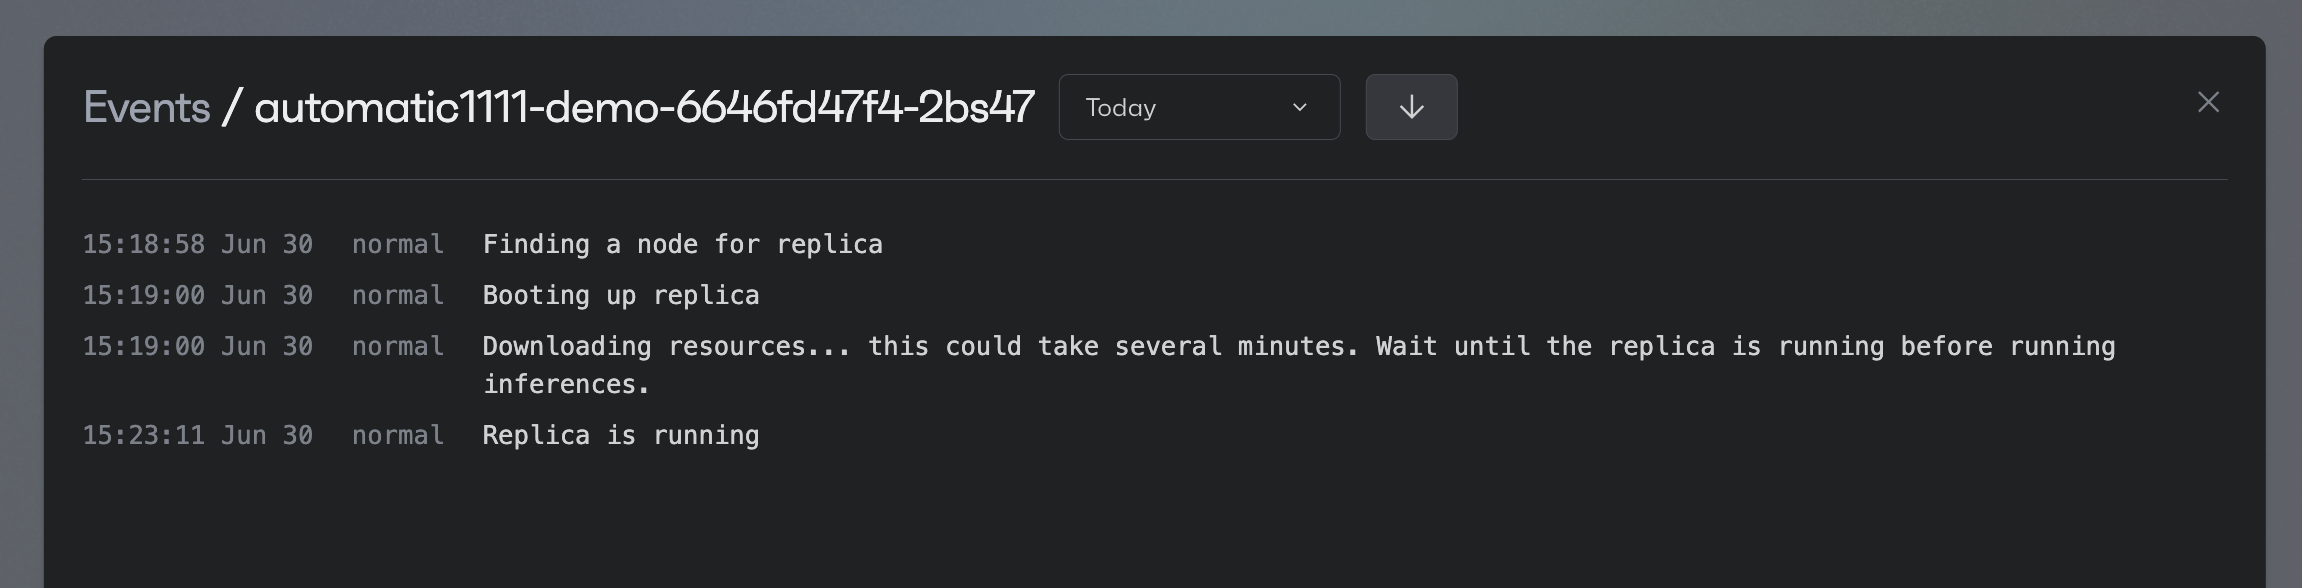 Events / automatic1111-demo-6646fd47f4-2bs47 Today
15:18:58 Jun 30 normal Finding a node for replica
15:19:00 Jun 30 normal Booting up replica
15:19:00 Jun 30 normal Downloading resources... this could take several minutes. Wait until the replica is running before running
inferences.
15:23:11 Jun 30 normal Replica is running